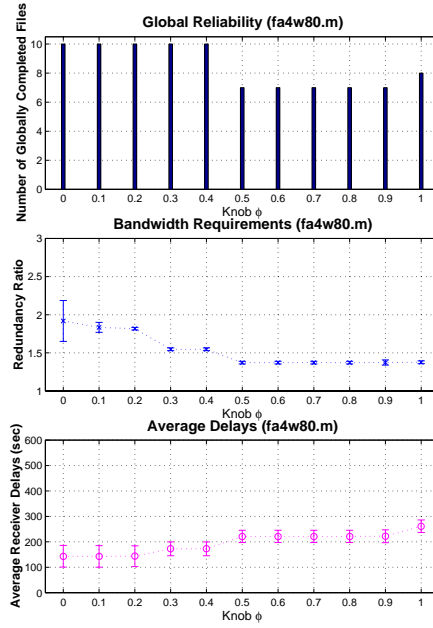 Global Reliability (fa4w80.m)
Number of Globally Completed Files
10
8
6
4
2
0
0 0.1 0.2 0.3 0.4 0.5 0.6 0.7 0.8 0.9 1
Knob ϕ
Bandwidth Requirements (fa4w80.m)
Redundancy Ratio
3
2.5
2
1.5
1
0 0.1 0.2 0.3 0.4 0.5 0.6 0.7 0.8 0.9 1
Knob ϕ
Average Delays (fa4w80.m)
Average Receiver Delays (sec)
600
500
400
300
200
100
0
0 0.1 0.2 0.3 0.4 0.5 0.6 0.7 0.8 0.9 1
Knob ϕ